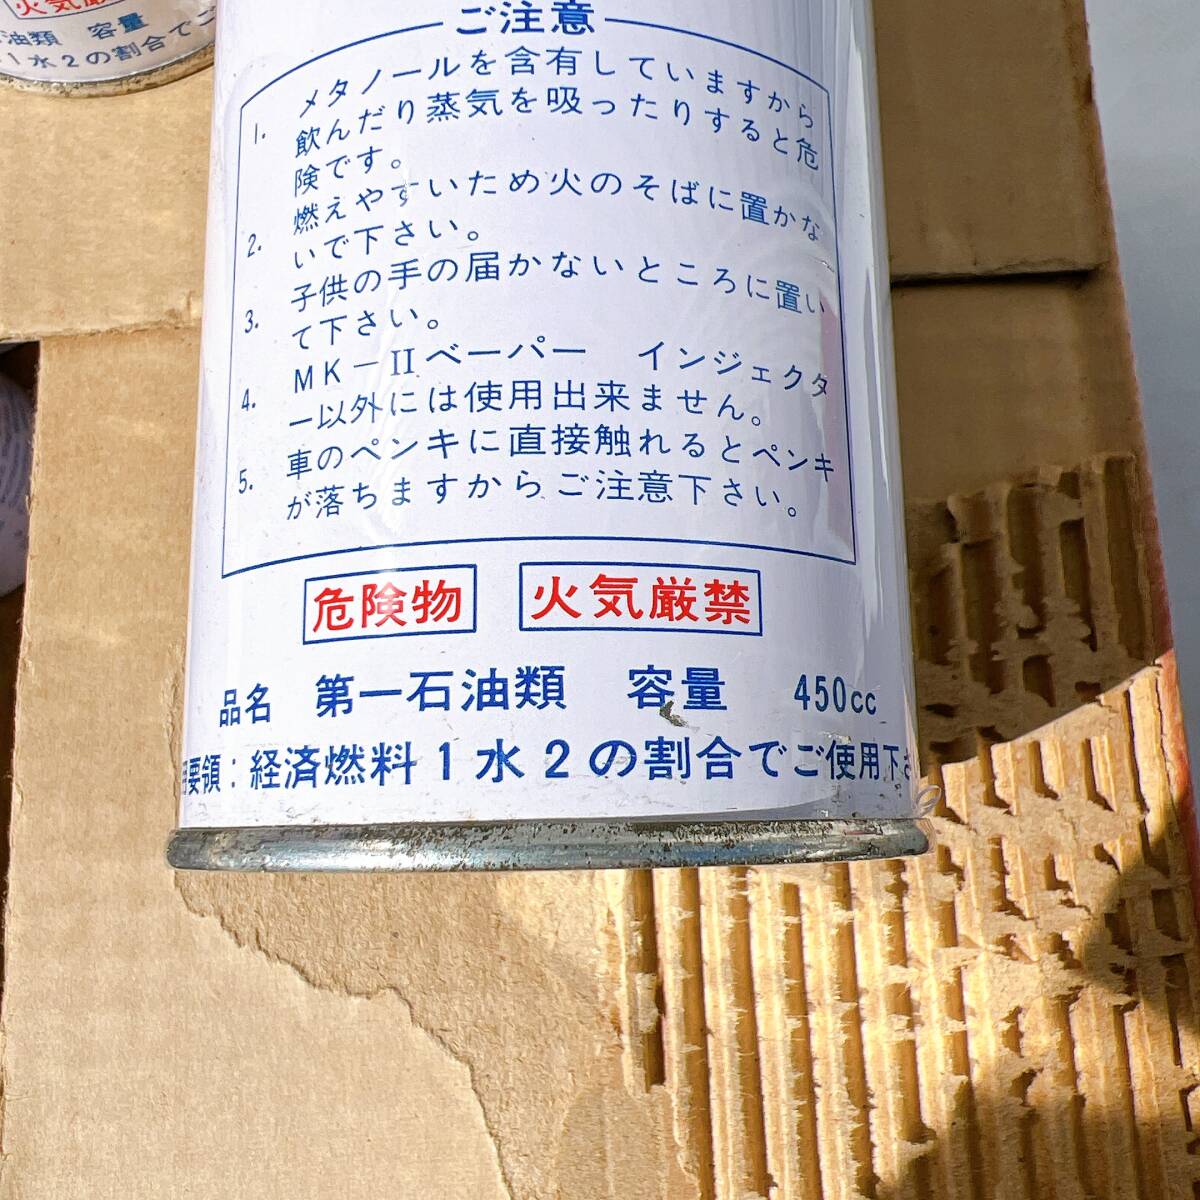 火気厳
油類 容量
1水2の割合でご
ご注意
1. メタノールを含有していますから
飲んだり蒸気を吸ったりすると危
険です。
2. 燃えやすいため火のそばに置かな
いで下さい。
3. 子供の手の届かないところに置い
て下さい。
4. MK-IIベーパー インジェクタ
ー以外には使用出来ません。
5. 車のペンキに直接触れるとペンキ
が落ちますからご注意下さい。
危険物 火気厳禁
品名 第一石油類 容量 450cc
用要領:経済燃料1水2の割合でご使用下さ